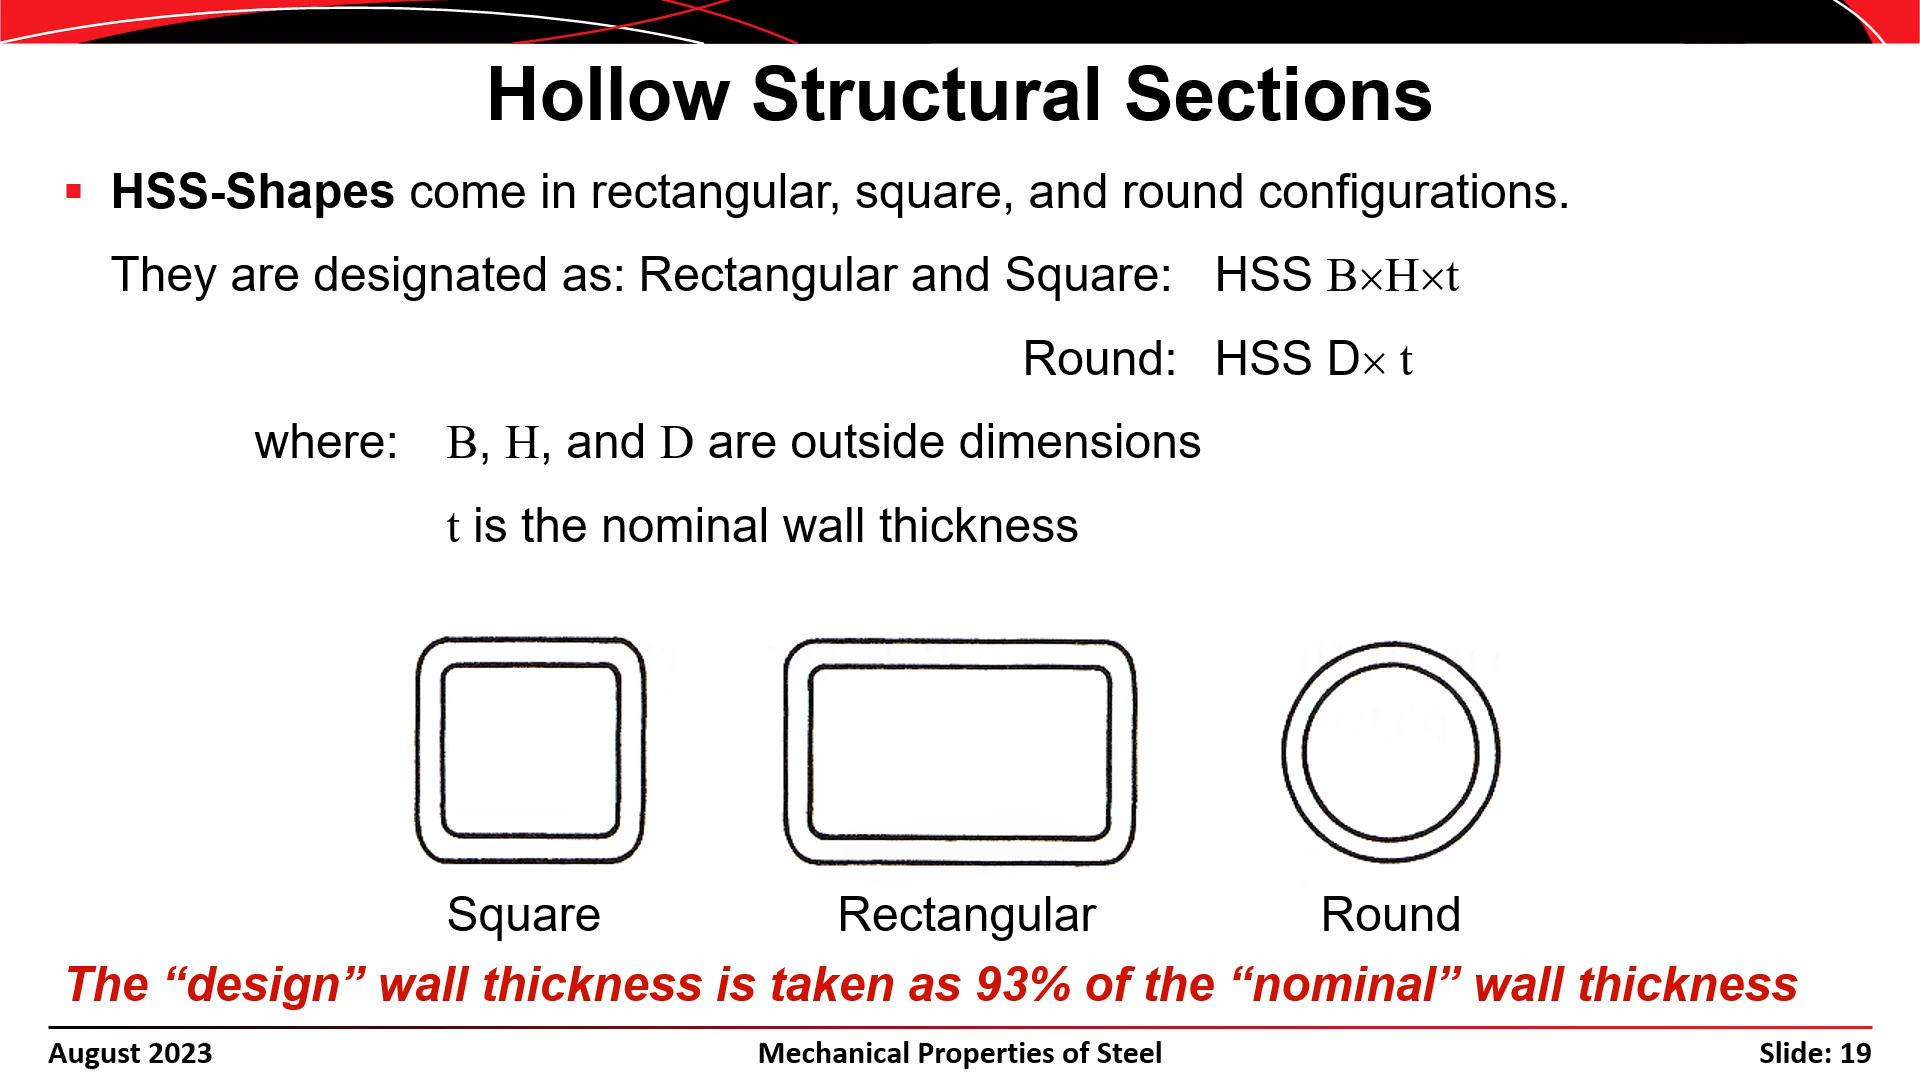 Hollow Structural Sections
▪ HSS-Shapes come in rectangular, square, and round configurations.
They are designated as: Rectangular and Square: HSS B×H×t
Round: HSS D× t
where: B, H, and D are outside dimensions
t is the nominal wall thickness
Square Rectangular Round
The “design” wall thickness is taken as 93% of the “nominal” wall thickness
August 2023 Mechanical Properties of Steel Slide: 19